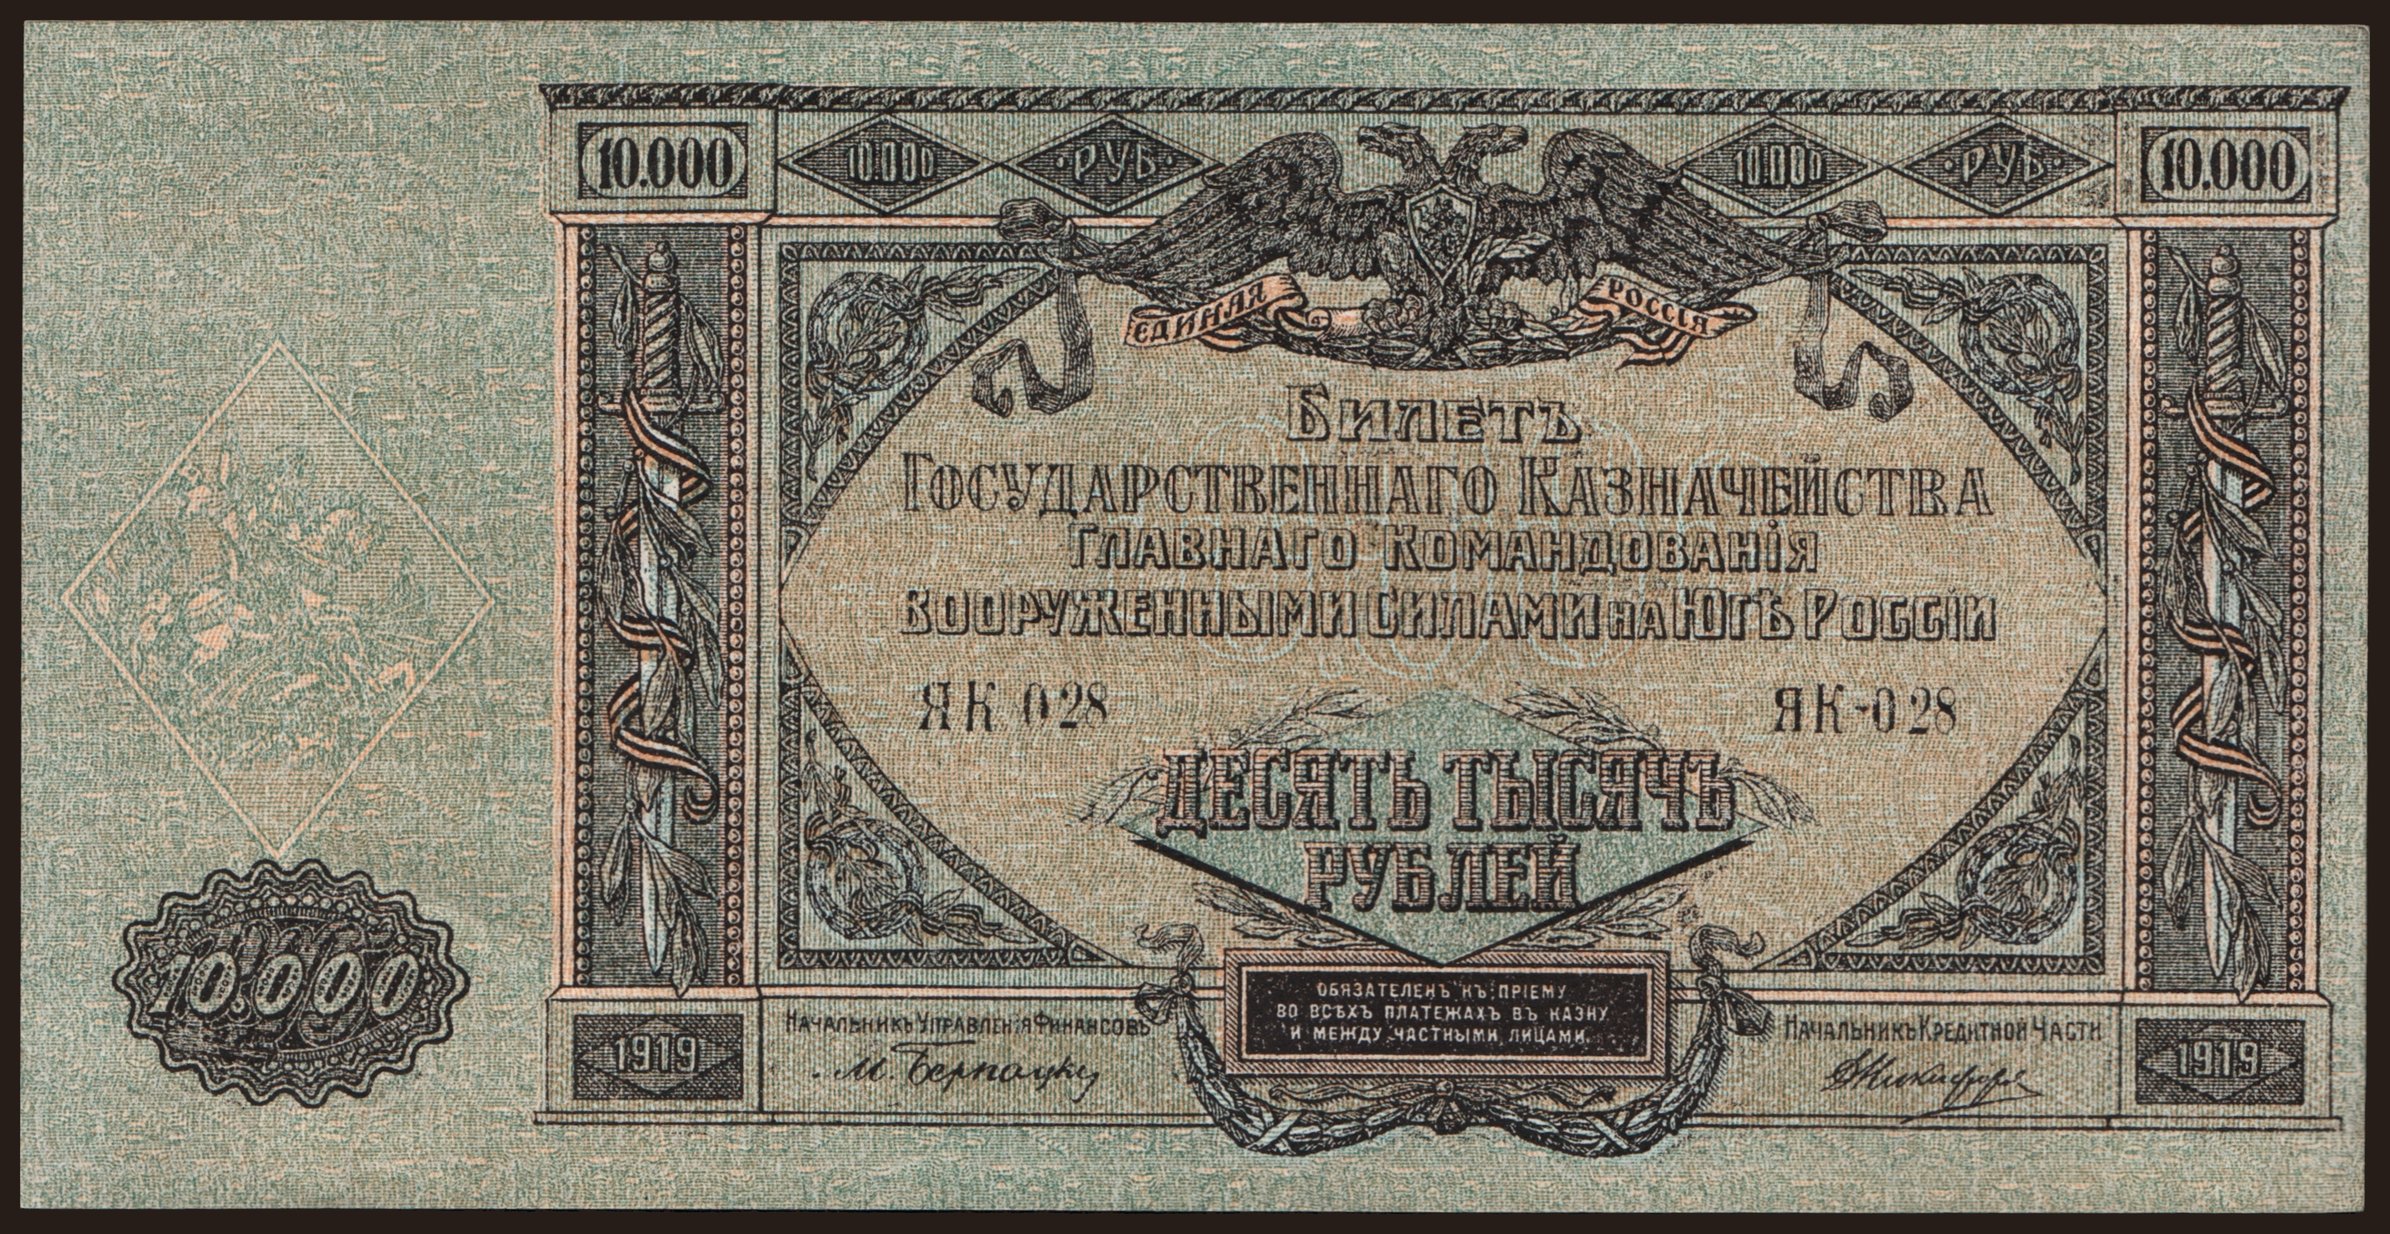 10.000 10.000 РУБ 10.000 РУБ 10.000
ЕДИНАЯ РОССІЯ
БИЛЕТЪ
ГОСУДАРСТВЕННАГО КАЗНАЧЕЙСТВА
ГЛАВНАГО КОМАНДОВАНІЯ
ВООРУЖЕННЫМИ СИЛАМИ НА ЮГѢ РОССІИ
ЯК 028 ЯК-028
ДЕСЯТЬ ТЫСЯЧЪ
РУБЛЕЙ
10.000
ОБЯЗАТЕЛЕНЪ КЪ ПРІЕМУ
ВО ВСѢХЪ ПЛАТЕЖАХЪ ВЪ КАЗНУ
И МЕЖДУ ЧАСТНЫМИ ЛИЦАМИ.
НАЧАЛЬНИКЪ УПРАВЛЕНІЯ ФИНАНСОВЪ
М. Бернацкій
НАЧАЛЬНИКЪ КРЕДИТНОЙ ЧАСТИ
1919 1919